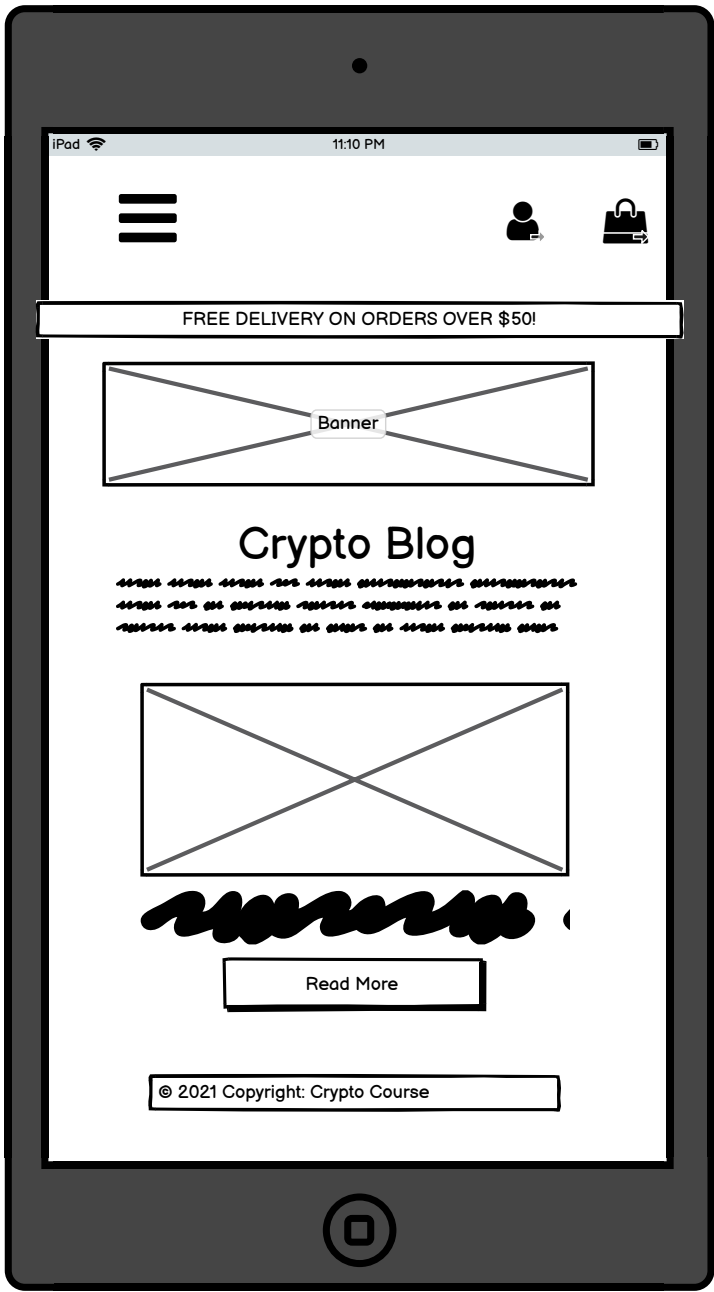 iPad 11:10 PM
FREE DELIVERY ON ORDERS OVER $50!
Banner
Crypto Blog
Read More
© 2021 Copyright: Crypto Course